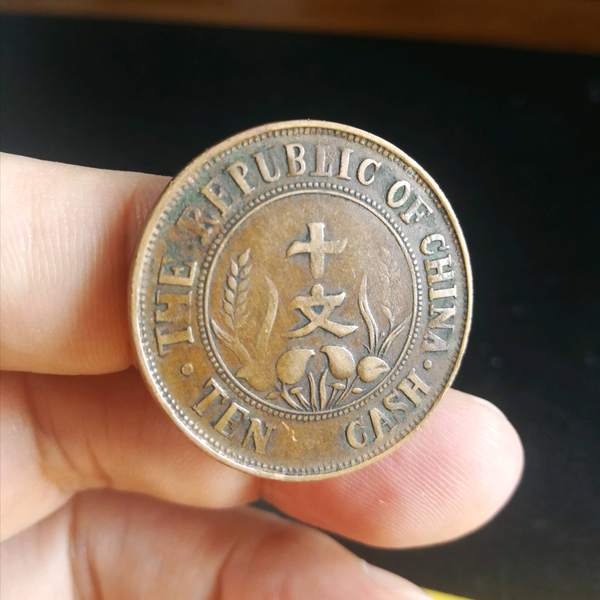 THE REPUBLIC OF CHINA
十
文
TEN CASH